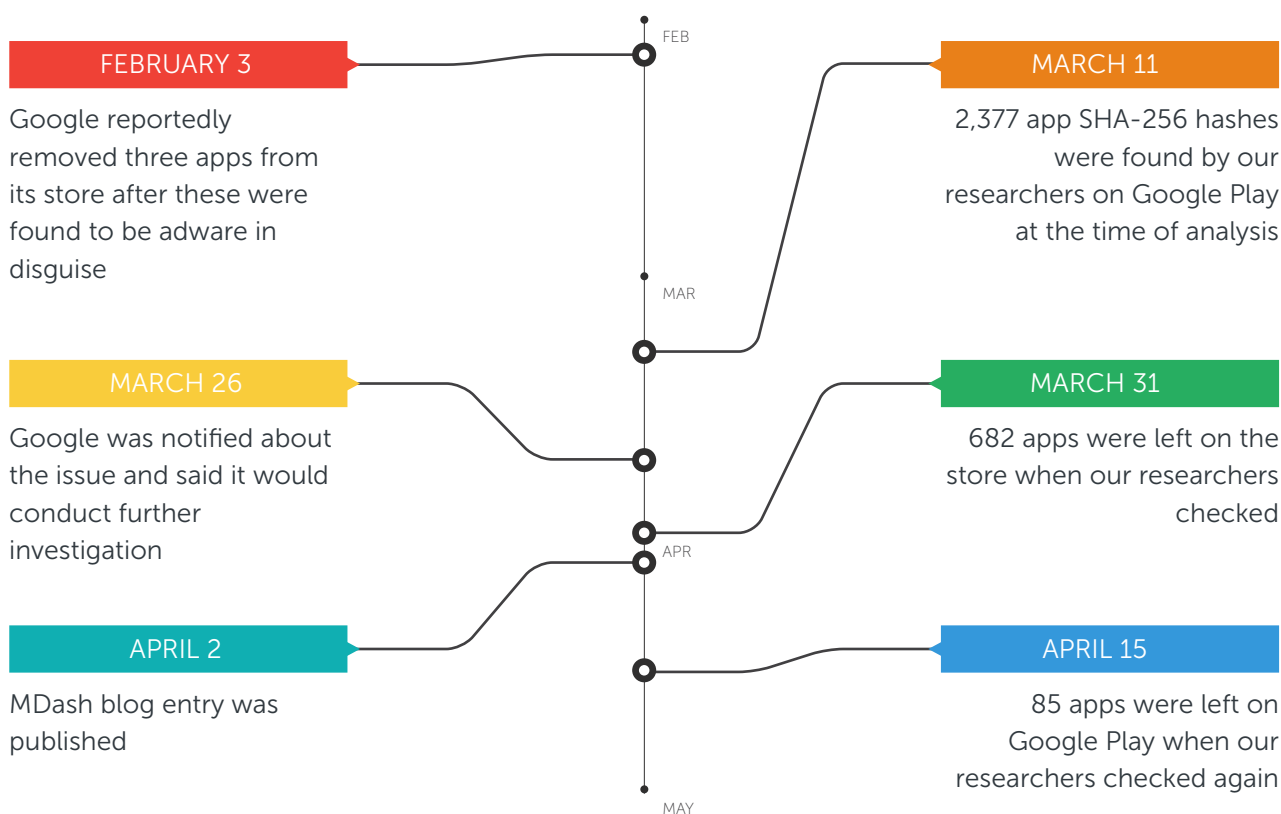 FEB
FEBRUARY 3
Google reportedly
removed three apps from
its store after these were
found to be adware in
disguise
MARCH 11
2,377 app SHA-256 hashes
were found by our
researchers on Google Play
at the time of analysis
MAR
MARCH 26
Google was notified about
the issue and said it would
conduct further
investigation
MARCH 31
682 apps were left on the
store when our researchers
checked
APR
APRIL 2
MDash blog entry was
published
APRIL 15
85 apps were left on
Google Play when our
researchers checked again
MAY